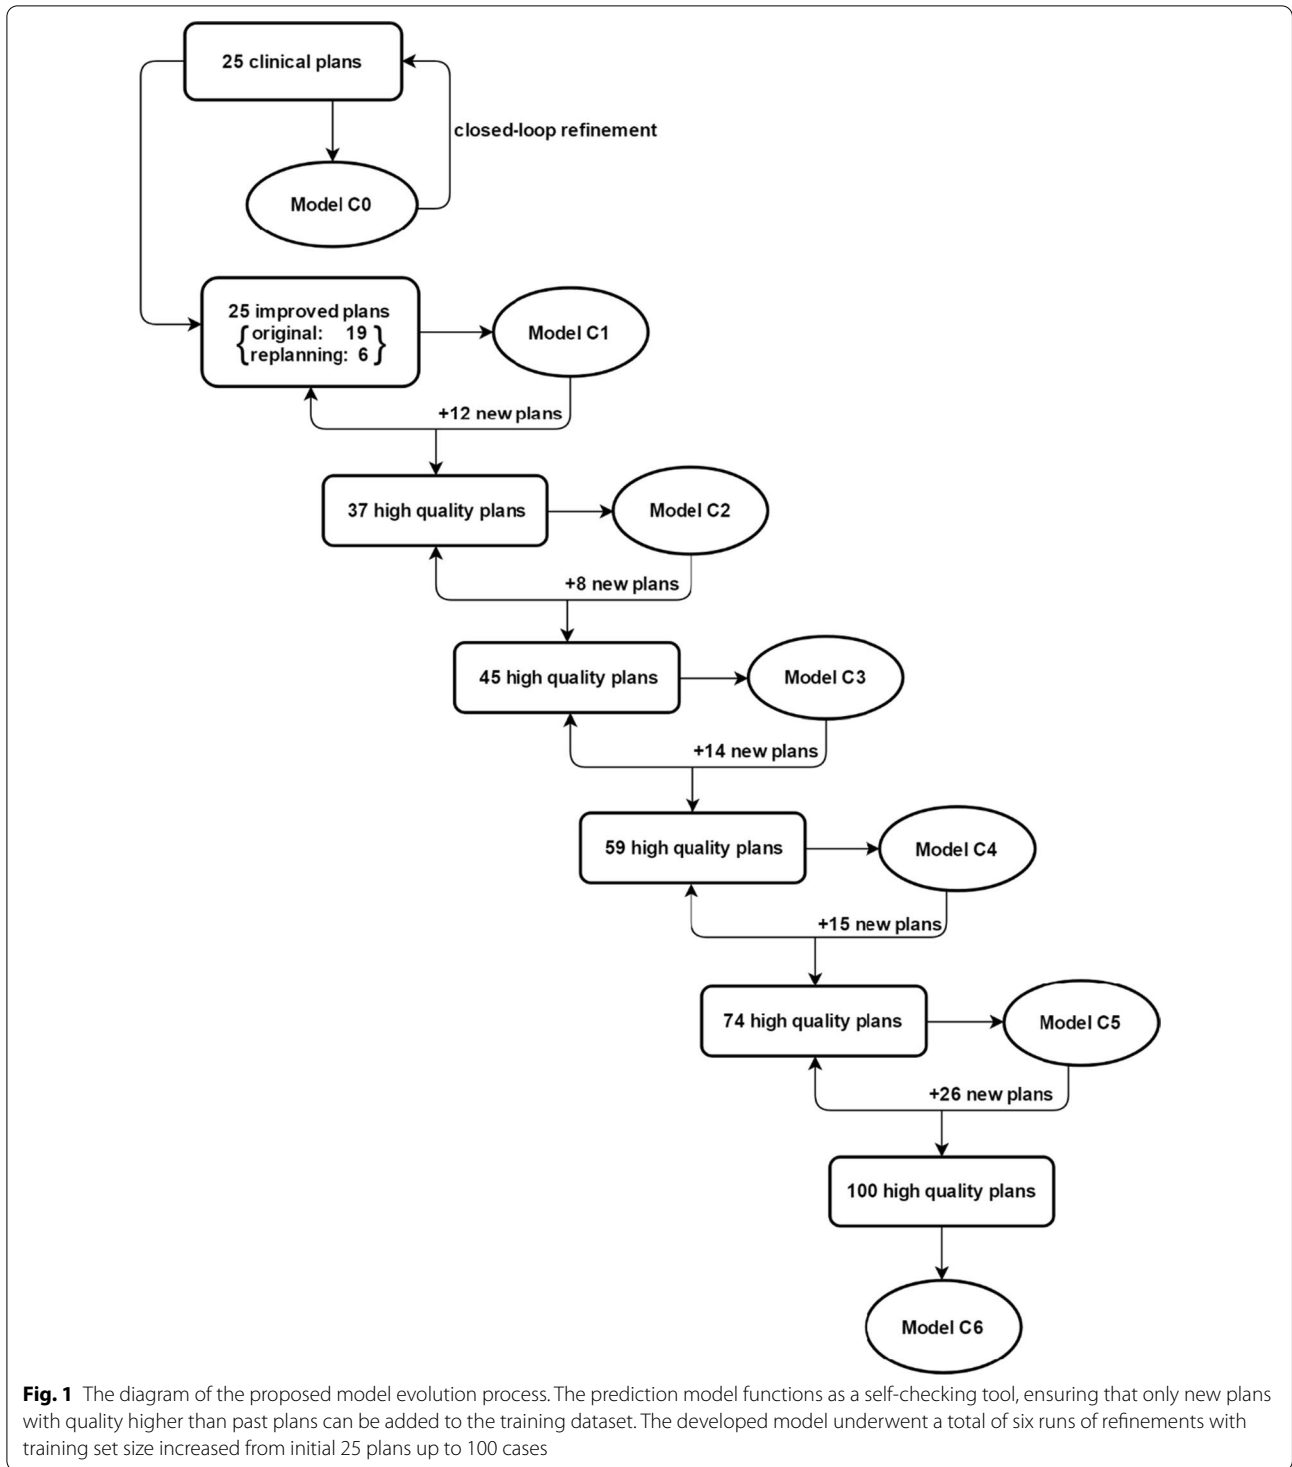 25 clinical plans
closed-loop refinement
Model C0
25 improved plans
{ original: 19 }
{ replanning: 6 }
Model C1
+12 new plans
37 high quality plans
Model C2
+8 new plans
45 high quality plans
Model C3
+14 new plans
59 high quality plans
Model C4
+15 new plans
74 high quality plans
Model C5
+26 new plans
100 high quality plans
Model C6
Fig. 1 The diagram of the proposed model evolution process. The prediction model functions as a self-checking tool, ensuring that only new plans
with quality higher than past plans can be added to the training dataset. The developed model underwent a total of six runs of refinements with
training set size increased from initial 25 plans up to 100 cases